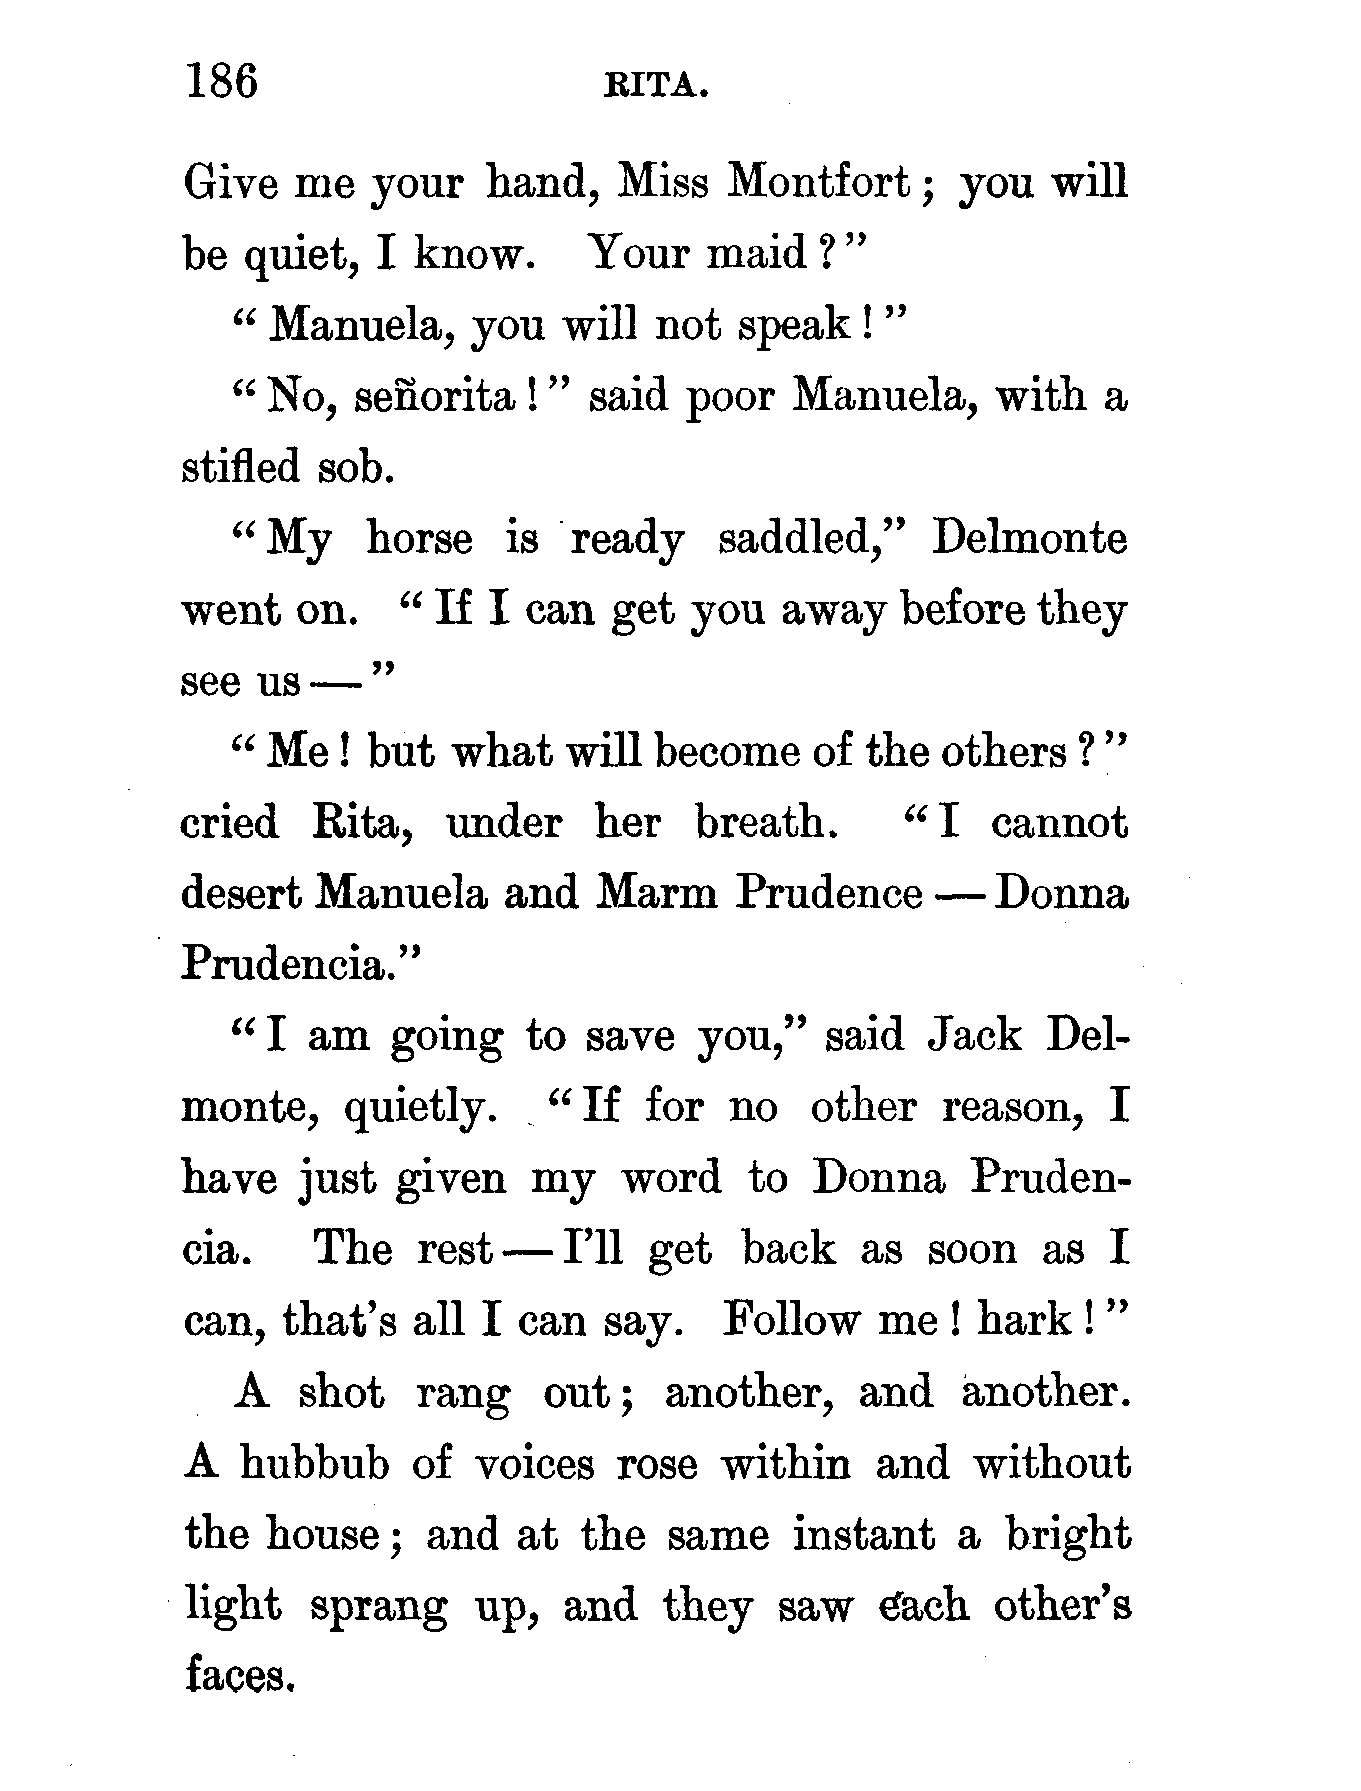 186 RITA.
Give me your hand, Miss Montfort; you will
be quiet, I know. Your maid?"
"Manuela, you will not speak!"
"No, señorita!" said poor Manuela, with a
stifled sob.
"My horse is ready saddled," Delmonte
went on. "If I can get you away before they
see us—"
"Me! but what will become of the others?"
cried Rita, under her breath. "I cannot
desert Manuela and Marm Prudence—Donna
Prudencia."
"I am going to save you," said Jack Del-
monte, quietly. "If for no other reason, I
have just given my word to Donna Pruden-
cia. The rest—I'll get back as soon as I
can, that's all I can say. Follow me! hark!"
A shot rang out; another, and another.
A hubbub of voices rose within and without
the house; and at the same instant a bright
light sprang up, and they saw each other's
faces.